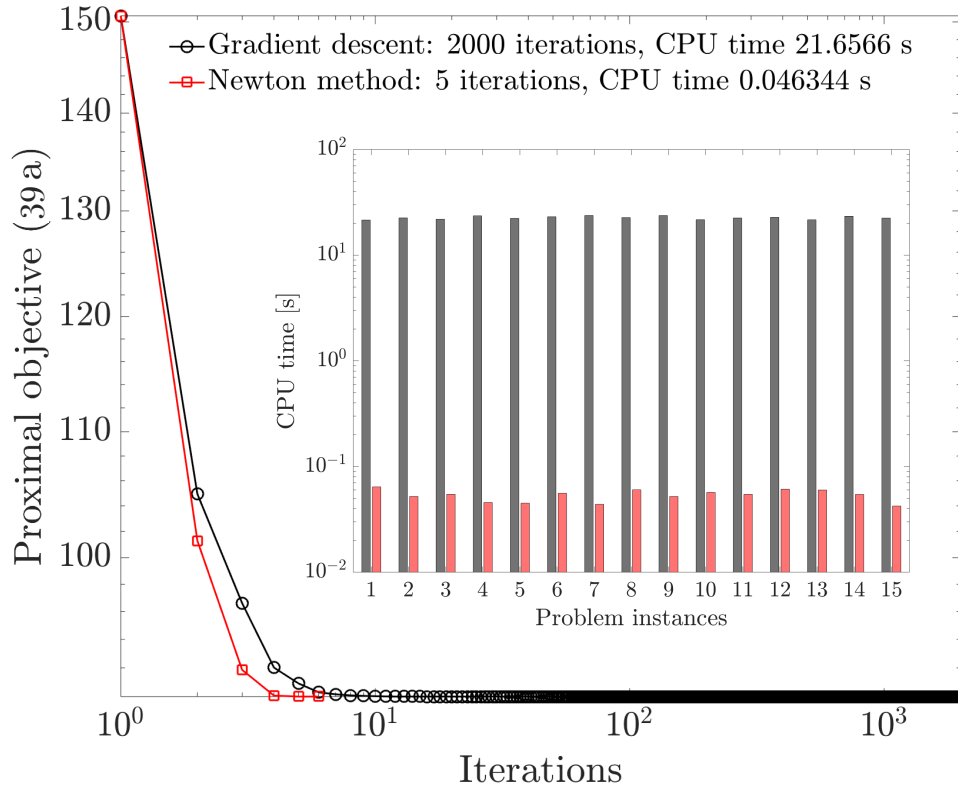 Gradient descent: 2000 iterations, CPU time 21.6566 s
Newton method: 5 iterations, CPU time 0.046344 s
Proximal objective (39 a)
150
140
130
120
110
100
10^0
10^1
10^2
10^3
Iterations
CPU time [s]
10^2
10^1
10^0
10^-1
10^-2
1 2 3 4 5 6 7 8 9 10 11 12 13 14 15
Problem instances